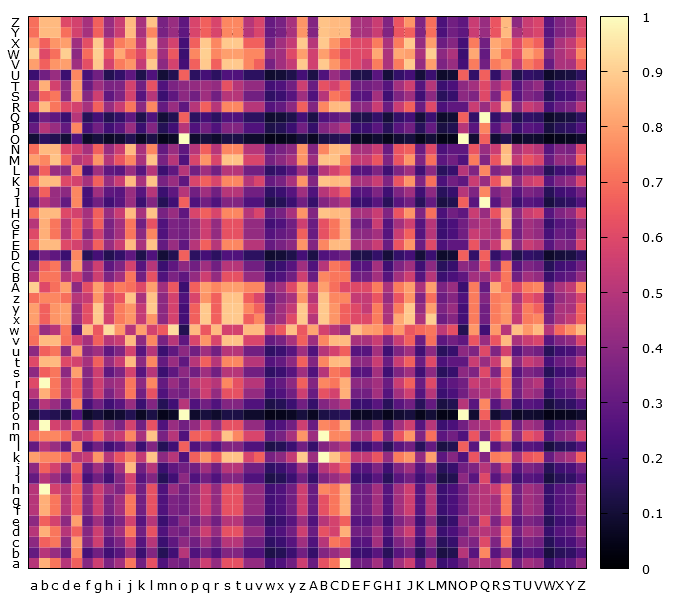 Z
Y
X
W
V
U
T
S
R
Q
P
O
N
M
L
K
J
I
H
G
F
E
D
C
B
A
z
y
x
w
v
u
t
s
r
q
p
o
n
m
l
k
j
i
h
g
f
e
d
c
b
a
a b c d e f g h i j k l m n o p q r s t u v w x y z A B C D E F G H I J K L M N O P Q R S T U V W X Y Z
1
0.9
0.8
0.7
0.6
0.5
0.4
0.3
0.2
0.1
0